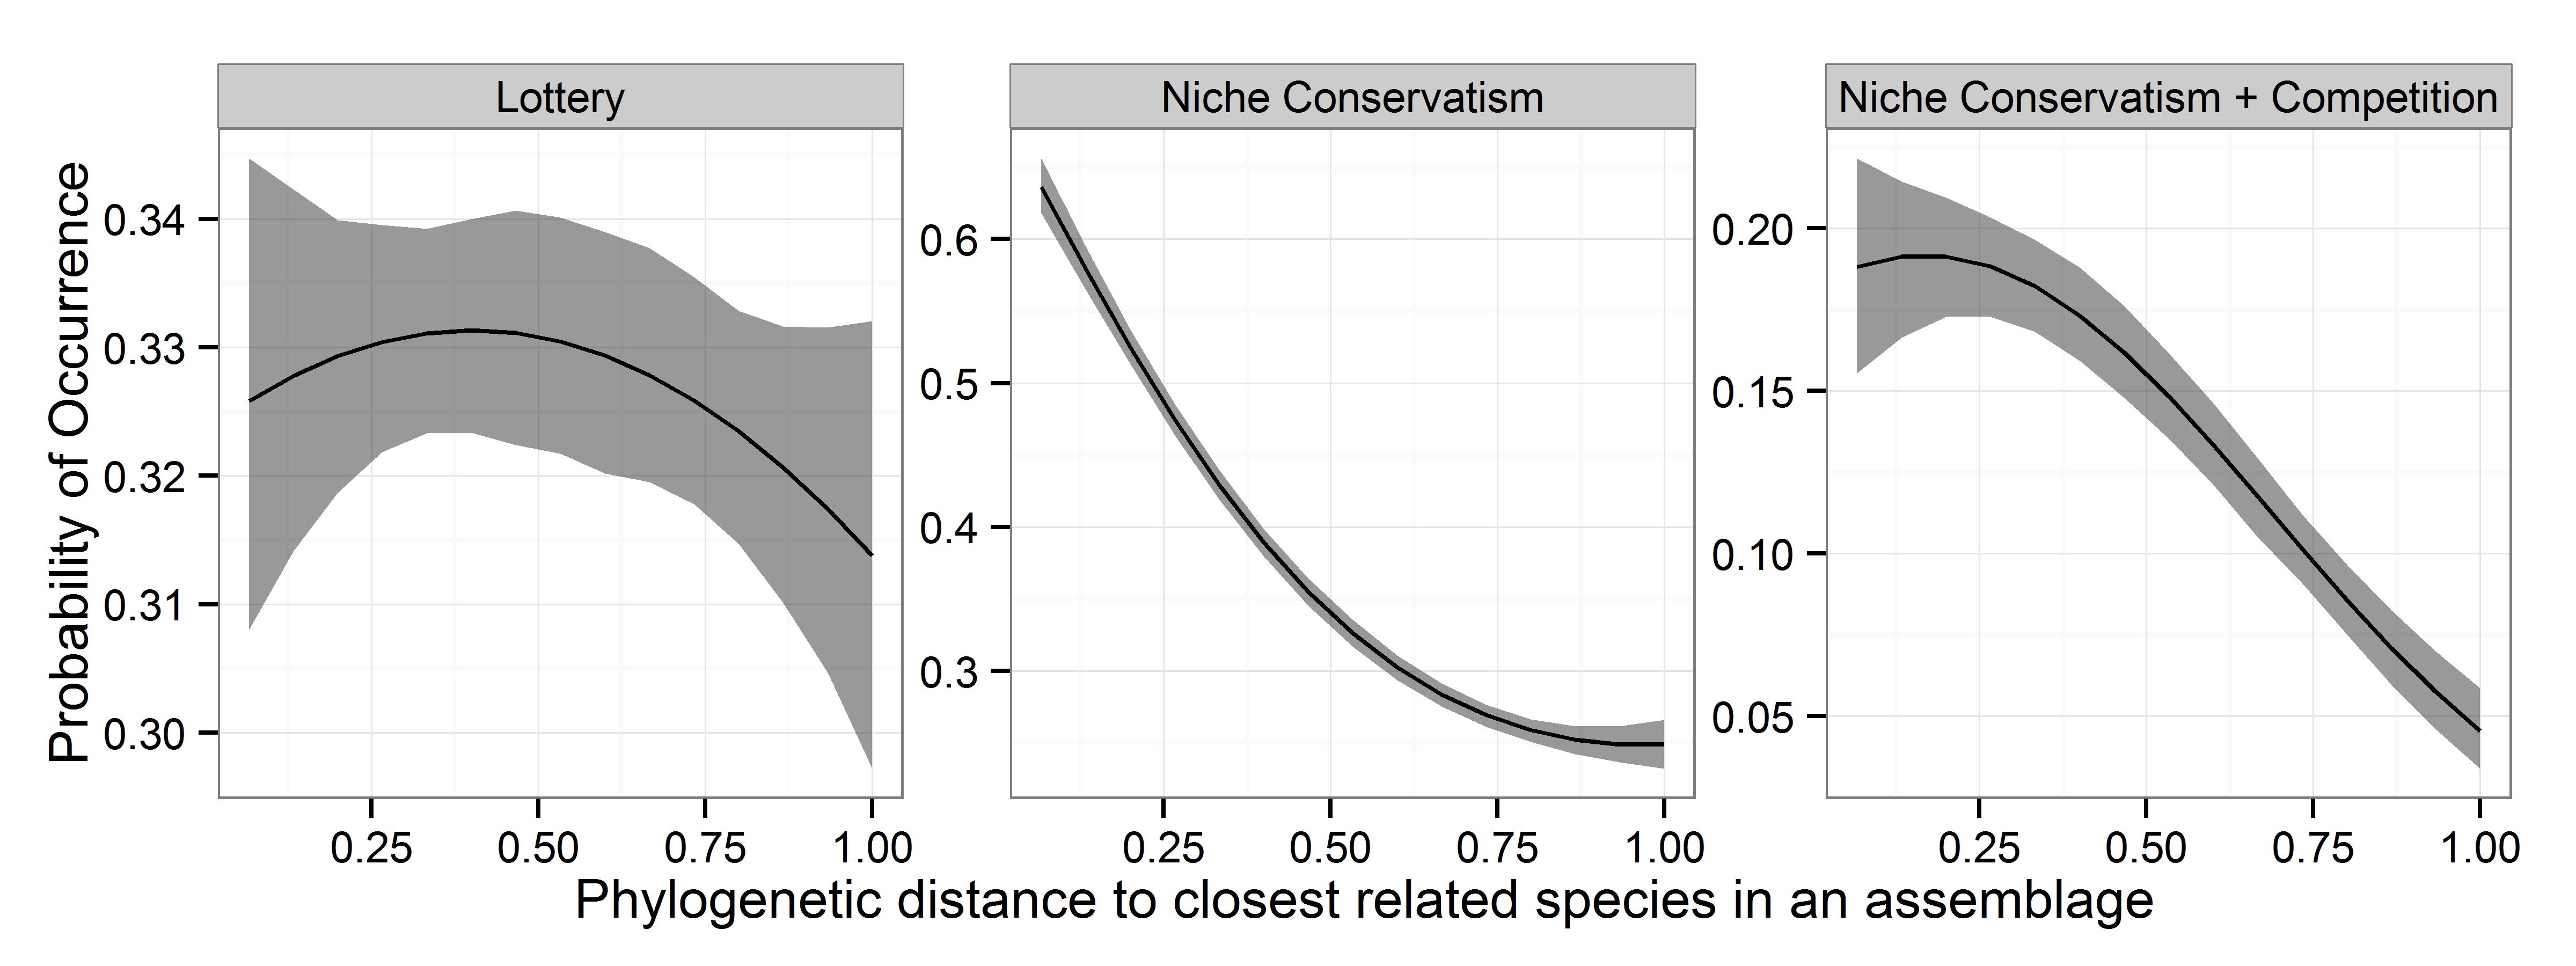 Lottery
Niche Conservatism
Niche Conservatism + Competition
Probability of Occurrence
0.34
0.33
0.32
0.31
0.30
0.6
0.5
0.4
0.3
0.20
0.15
0.10
0.05
0.25 0.50 0.75 1.00
0.25 0.50 0.75 1.00
0.25 0.50 0.75 1.00
Phylogenetic distance to closest related species in an assemblage